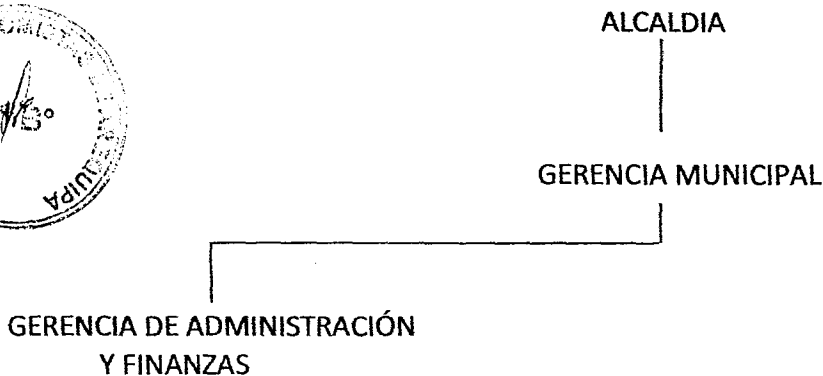 ALCALDIA
GERENCIA MUNICIPAL
GERENCIA DE ADMINISTRACIÓN
Y FINANZAS